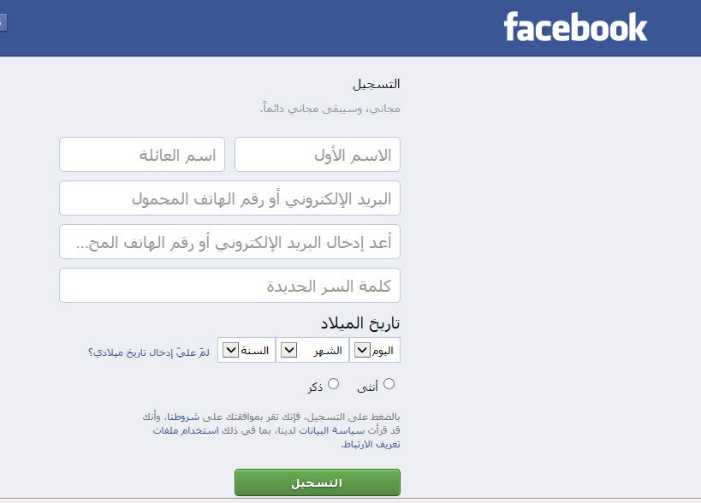 facebook
التسجيل
مجاني، وسيبقى مجاني دائماً.
الاسم الأول
اسم العائلة
البريد الإلكتروني أو رقم الهاتف المحمول
أعد إدخال البريد الإلكتروني أو رقم الهاتف المح...
كلمة السر الجديدة
تاريخ الميلاد
اليوم الشهر السنة لمَ عليّ إدخال تاريخ ميلادي؟
أنثى ذكر
بالضغط على التسجيل، فإنك تقر بموافقتك على شروطنا، وأنك
قد قرأت سياسة البيانات لدينا، بما في ذلك استخدام ملفات
تعريف الارتباط.
التسجيل